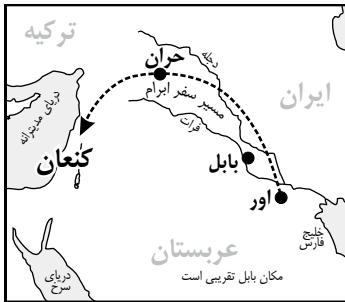 ترکیه
ایران
حران
دجله
مسیر سفر ابرام
فرات
دریای مدیترانه
کنعان
بابل
اور
خلیج
فارس
عربستان
دریای
سرخ
مکان بابل تقریبی است